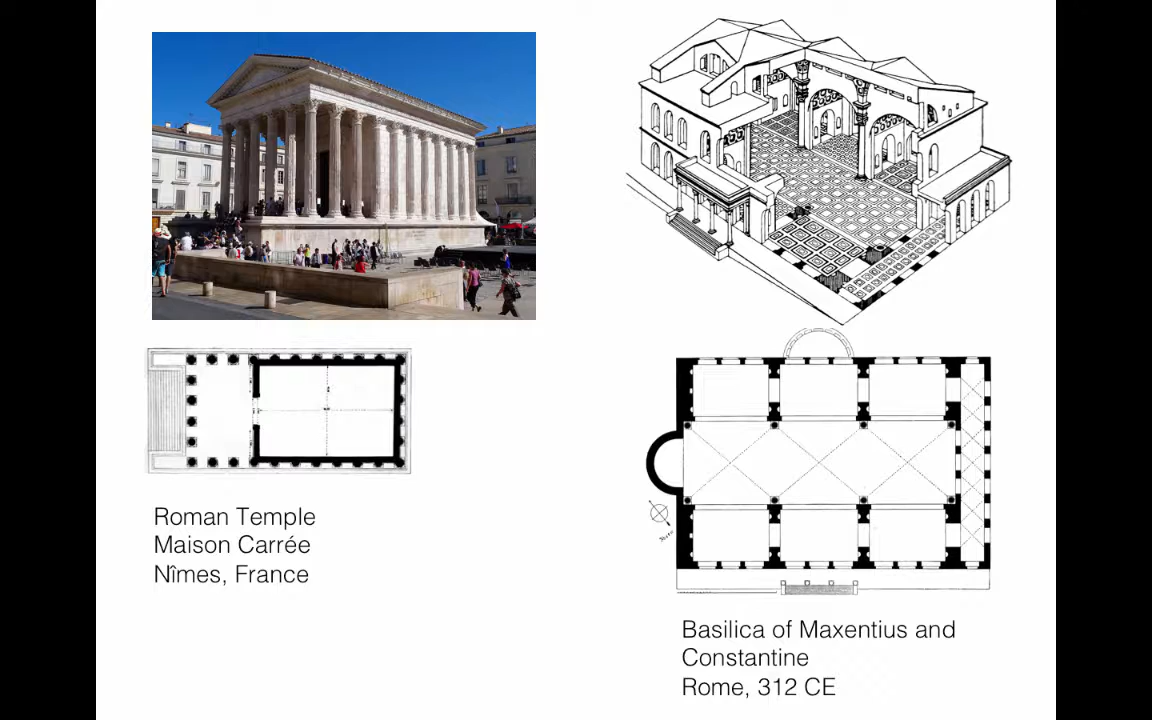 Roman Temple
Maison Carrée
Nîmes, France
Basilica of Maxentius and
Constantine
Rome, 312 CE